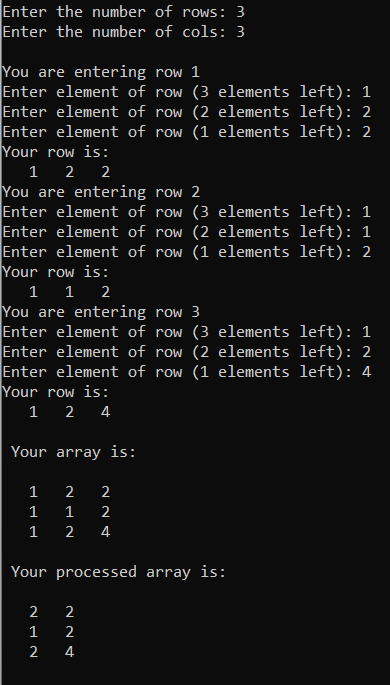 Enter the number of rows: 3
Enter the number of cols: 3
You are entering row 1
Enter element of row (3 elements left): 1
Enter element of row (2 elements left): 2
Enter element of row (1 elements left): 2
Your row is:
1 2 2
You are entering row 2
Enter element of row (3 elements left): 1
Enter element of row (2 elements left): 1
Enter element of row (1 elements left): 2
Your row is:
1 1 2
You are entering row 3
Enter element of row (3 elements left): 1
Enter element of row (2 elements left): 2
Enter element of row (1 elements left): 4
Your row is:
1 2 4
Your array is:
1 2 2
1 1 2
1 2 4
Your processed array is:
2 2
1 2
2 4